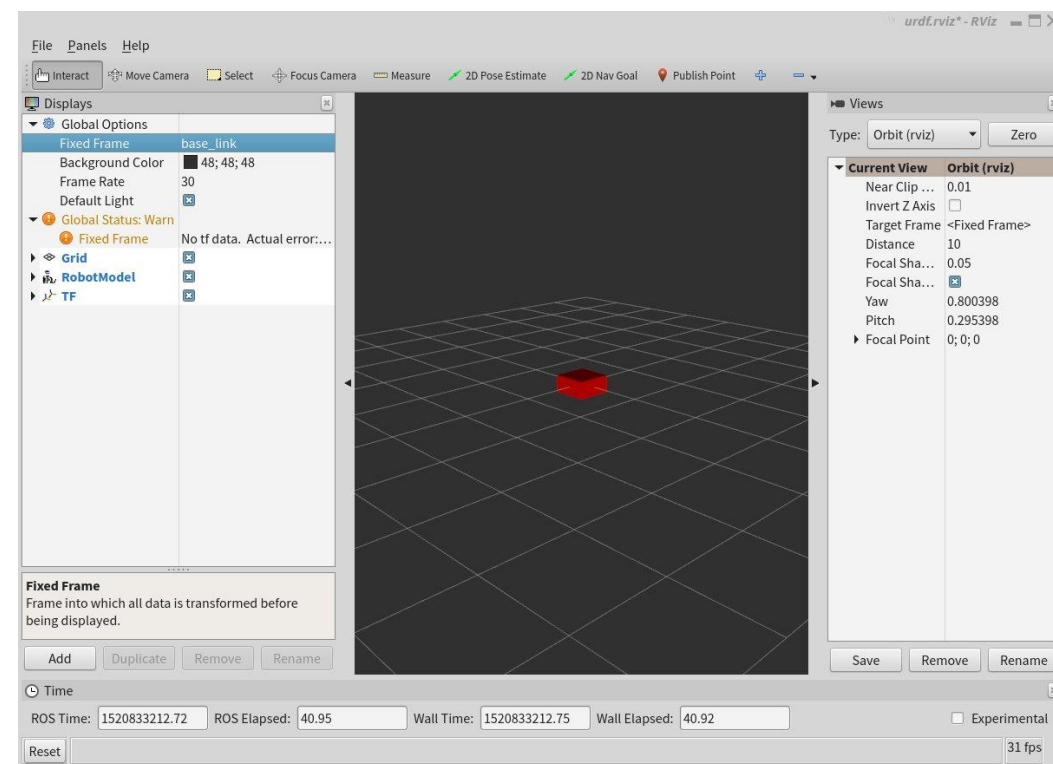 urdf.rviz* - RViz
File Panels Help
Interact Move Camera Select Focus Camera Measure 2D Pose Estimate 2D Nav Goal Publish Point
Displays
Global Options
Fixed Frame base_link
Background Color 48; 48; 48
Frame Rate 30
Default Light
Global Status: Warn
Fixed Frame No tf data. Actual error:...
Grid
RobotModel
TF
Fixed Frame
Frame into which all data is transformed before
being displayed.
Add Duplicate Remove Rename
Views
Type: Orbit (rviz) Zero
Current View Orbit (rviz)
Near Clip ... 0.01
Invert Z Axis
Target Frame <Fixed Frame>
Distance 10
Focal Sha... 0.05
Focal Sha...
Yaw 0.800398
Pitch 0.295398
Focal Point 0; 0; 0
Save Remove Rename
Time
ROS Time: 1520833212.72 ROS Elapsed: 40.95 Wall Time: 1520833212.75 Wall Elapsed: 40.92 Experimental
Reset 31 fps